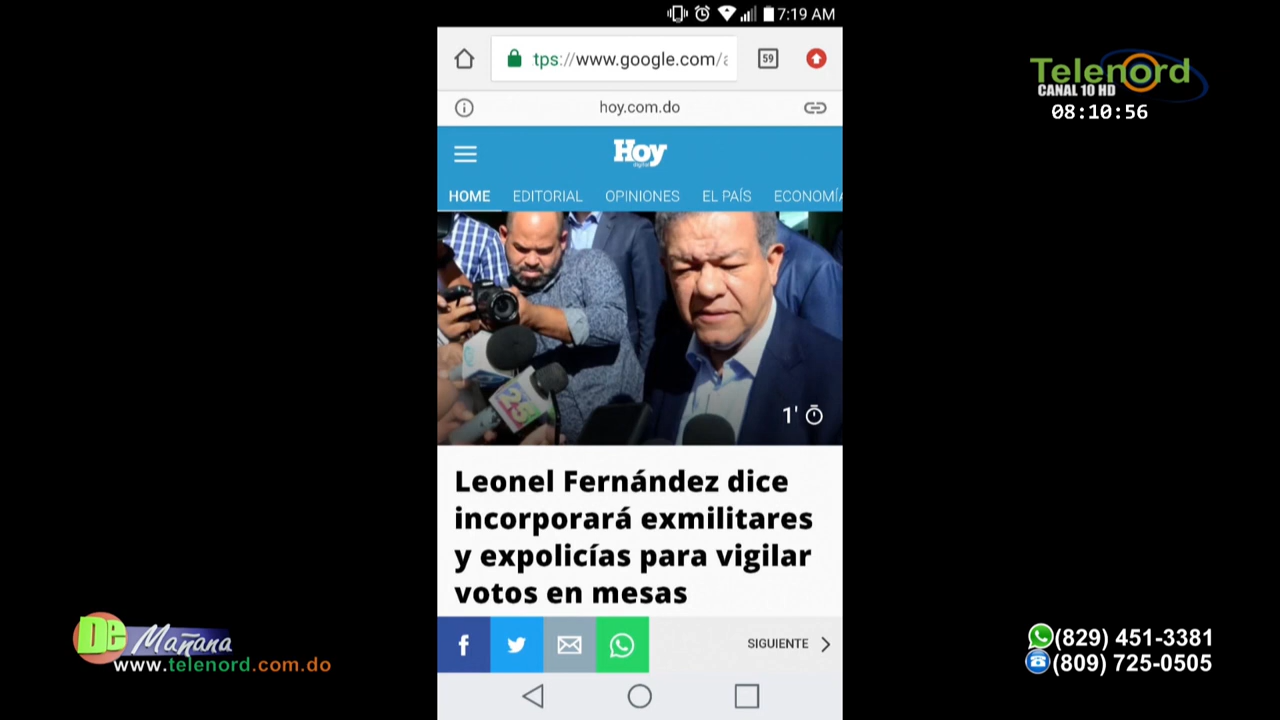 7:19 AM
tps://www.google.com/a
59
Telenord
CANAL 10 HD
08:10:56
hoy.com.do
Hoy
digital
HOME EDITORIAL OPINIONES EL PAÍS ECONOMÍA
25
1'
Leonel Fernández dice
incorporará exmilitares
y expolicías para vigilar
votos en mesas
f
SIGUIENTE
De Mañana
www.telenord.com.do
(829) 451-3381
(809) 725-0505